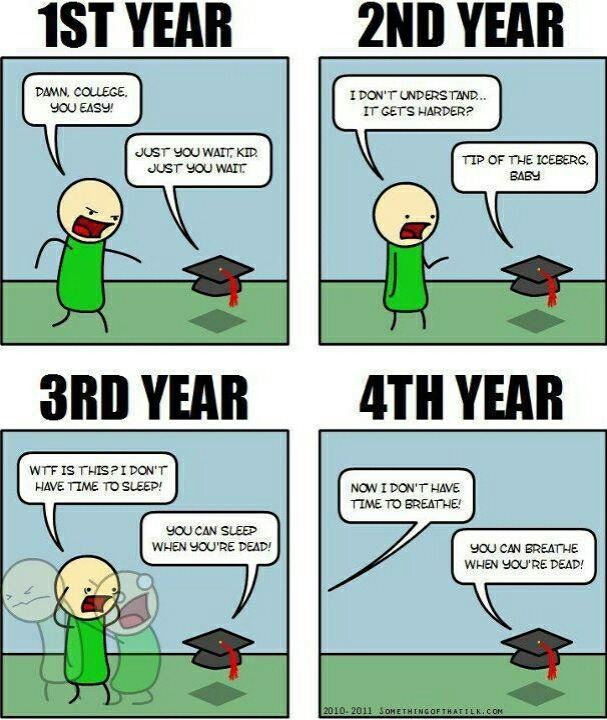 1ST YEAR
DAMN, COLLEGE,
YOU EASY!
JUST YOU WAIT, KID.
JUST YOU WAIT.
2ND YEAR
I DON'T UNDERSTAND...
IT GETS HARDER?
TIP OF THE ICEBERG,
BABY
3RD YEAR
WTF IS THIS? I DON'T
HAVE TIME TO SLEEP!
YOU CAN SLEEP
WHEN YOU'RE DEAD!
4TH YEAR
NOW I DON'T HAVE
TIME TO BREATHE!
YOU CAN BREATHE
WHEN YOU'RE DEAD!
2010-2011 SOMETHINGOFTHATILK.COM